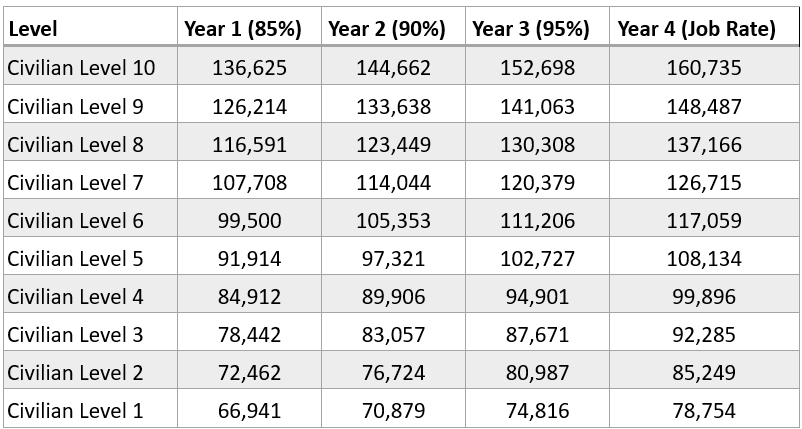 Level Year 1 (85%) Year 2 (90%) Year 3 (95%) Year 4 (Job Rate)
Civilian Level 10 136,625 144,662 152,698 160,735
Civilian Level 9 126,214 133,638 141,063 148,487
Civilian Level 8 116,591 123,449 130,308 137,166
Civilian Level 7 107,708 114,044 120,379 126,715
Civilian Level 6 99,500 105,353 111,206 117,059
Civilian Level 5 91,914 97,321 102,727 108,134
Civilian Level 4 84,912 89,906 94,901 99,896
Civilian Level 3 78,442 83,057 87,671 92,285
Civilian Level 2 72,462 76,724 80,987 85,249
Civilian Level 1 66,941 70,879 74,816 78,754